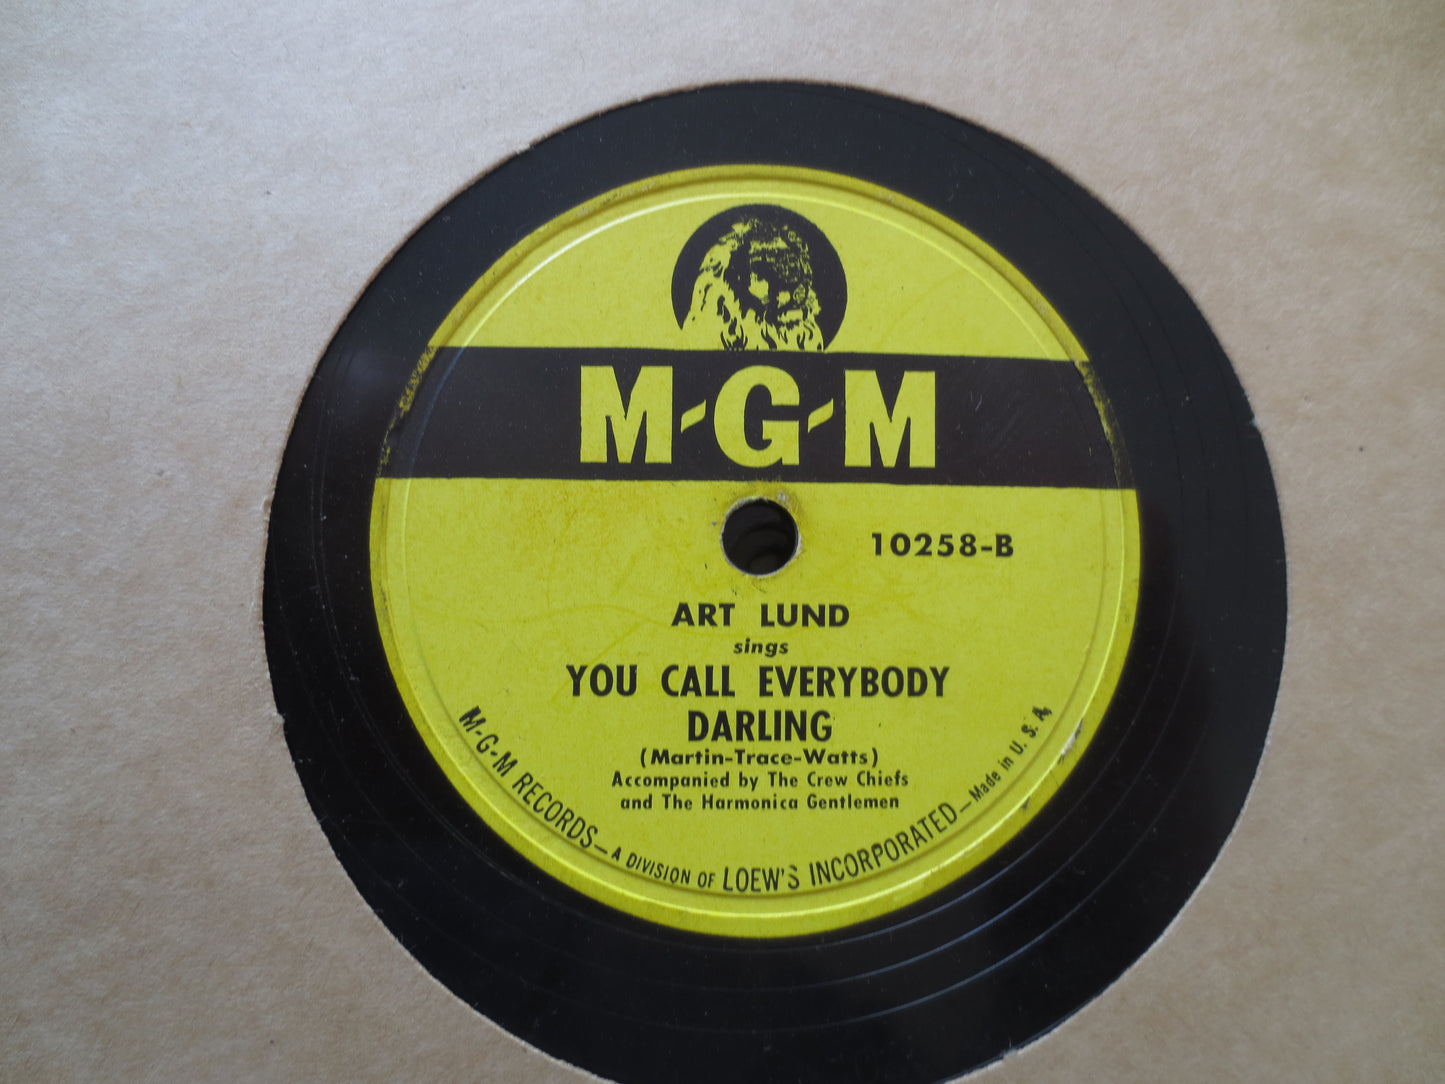 M-G-M
10258-B
ART LUND
sings
YOU CALL EVERYBODY
DARLING
(Martin-Trace-Watts)
Accompanied by The Crew Chiefs
and The Harmonica Gentlemen
M-G-M RECORDS—A DIVISION OF LOEW'S INCORPORATED—Made in U. S. A.